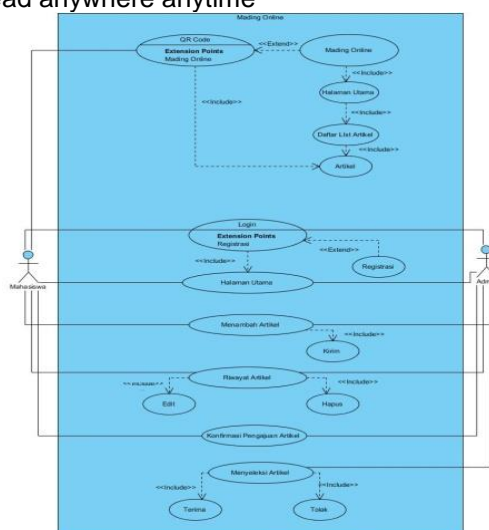 ead anywhere anytime
Mading Online
QR Code
Extension Points
Mading Online
<<Extend>>
Mading Online
<<Include>>
Halaman Utama
<<Include>>
<<Include>>
Daftar List Artikel
<<Include>>
Artikel
Login
Extension Points
Registrasi
<<Include>>
<<Extend>>
Registrasi
Mahasiswa
Halaman Utama
Adm
Menambah Artikel
<<Include>>
Kirim
Riwayat Artikel
<<Include>>
<<Include>>
Edit
Hapus
Konfirmasi Pengajuan Artikel
Menyeleksi Artikel
<<Include>>
<<Include>>
Terima
Tolak